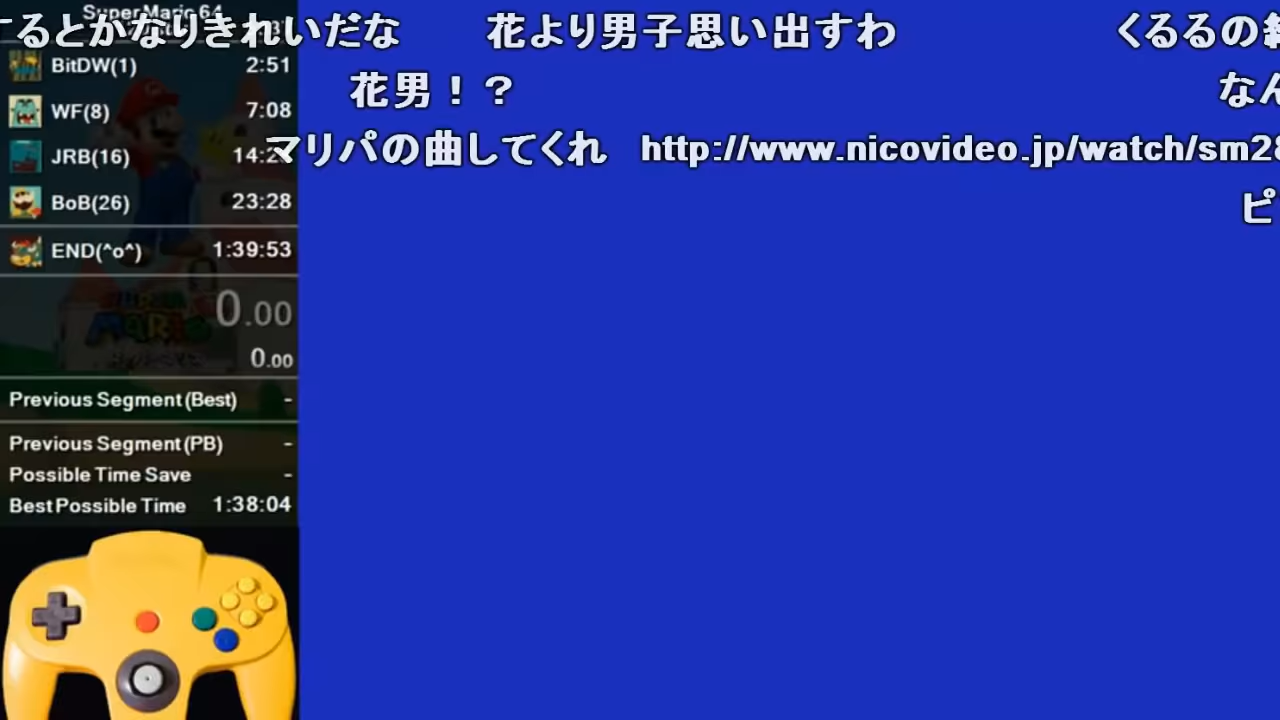 Super Mario 64
するとかなりきれいだな
花より男子思い出すわ
くるるの
BitDW(1) 2:51
花男！？
なん
WF(8) 7:08
JRB(16) 14:2
マリパの曲してくれ
http://www.nicovideo.jp/watch/sm28
BoB(26) 23:28
ピ
END(^o^) 1:39:53
0.00
0.00
Previous Segment (Best) -
Previous Segment (PB) -
Possible Time Save -
Best Possible Time 1:38:04